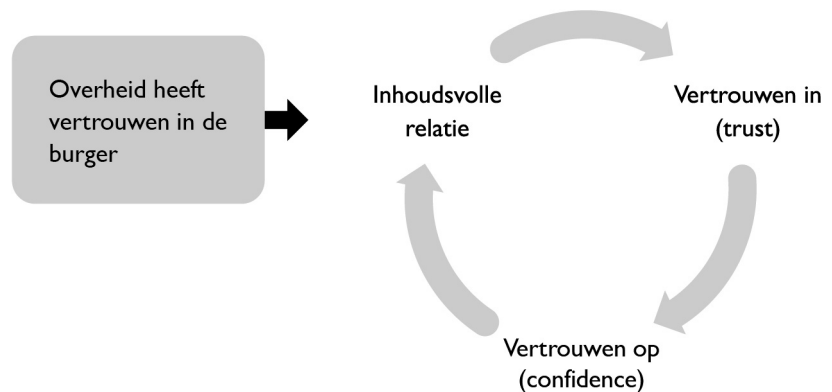 Overheid heeft
vertrouwen in de
burger
Inhoudsvolle
relatie
Vertrouwen in
(trust)
Vertrouwen op
(confidence)